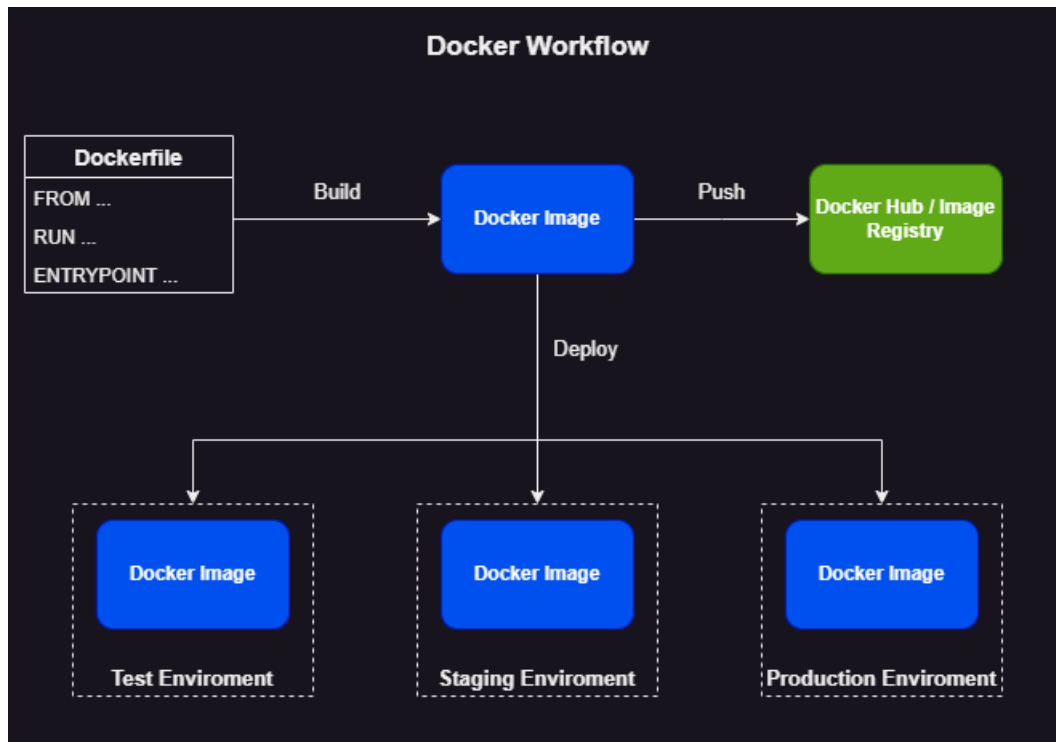 Docker Workflow
Dockerfile
FROM ...
RUN ...
ENTRYPOINT ...
Build
Docker Image
Push
Docker Hub / Image
Registry
Deploy
Docker Image
Docker Image
Docker Image
Test Enviroment
Staging Enviroment
Production Enviroment